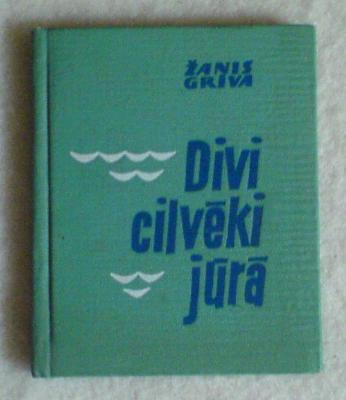 ŽANIS
GRĪVA
Divi
cilvēki
jūrā